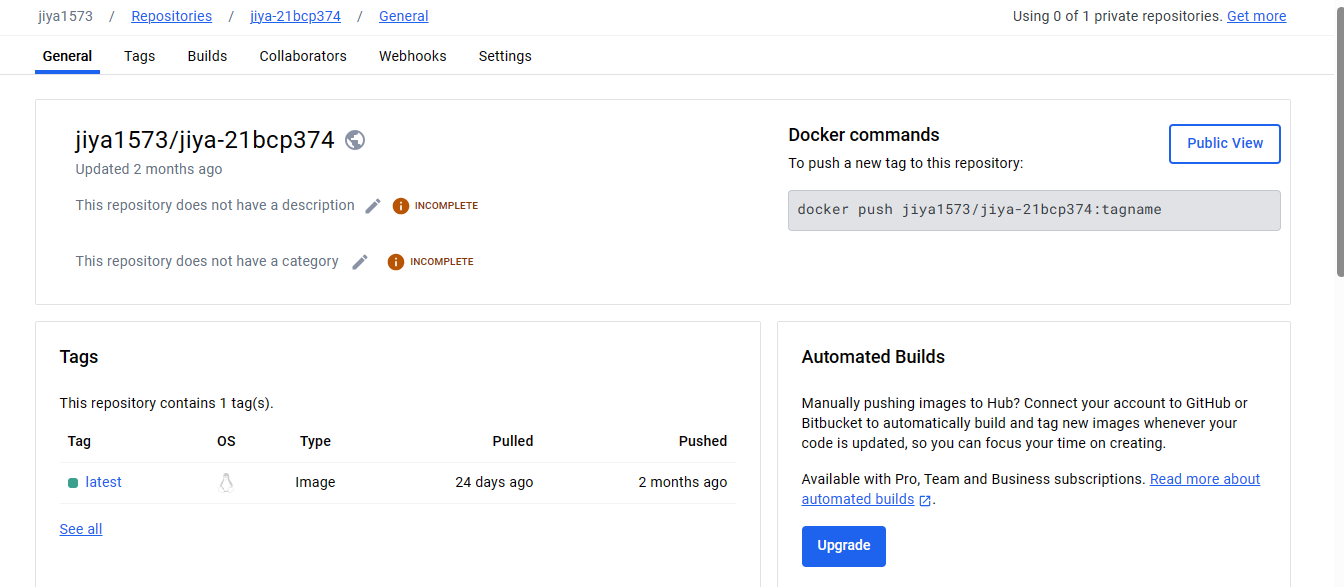 jiya1573 / Repositories / jiya-21bcp374 / General
Using 0 of 1 private repositories. Get more
General Tags Builds Collaborators Webhooks Settings
jiya1573/jiya-21bcp374
Updated 2 months ago
This repository does not have a description INCOMPLETE
This repository does not have a category INCOMPLETE
Docker commands
Public View
To push a new tag to this repository:
docker push jiya1573/jiya-21bcp374:tagname
Tags
This repository contains 1 tag(s).
Tag OS Type Pulled Pushed
latest Image 24 days ago 2 months ago
See all
Automated Builds
Manually pushing images to Hub? Connect your account to GitHub or
Bitbucket to automatically build and tag new images whenever your
code is updated, so you can focus your time on creating.
Available with Pro, Team and Business subscriptions. Read more about
automated builds.
Upgrade